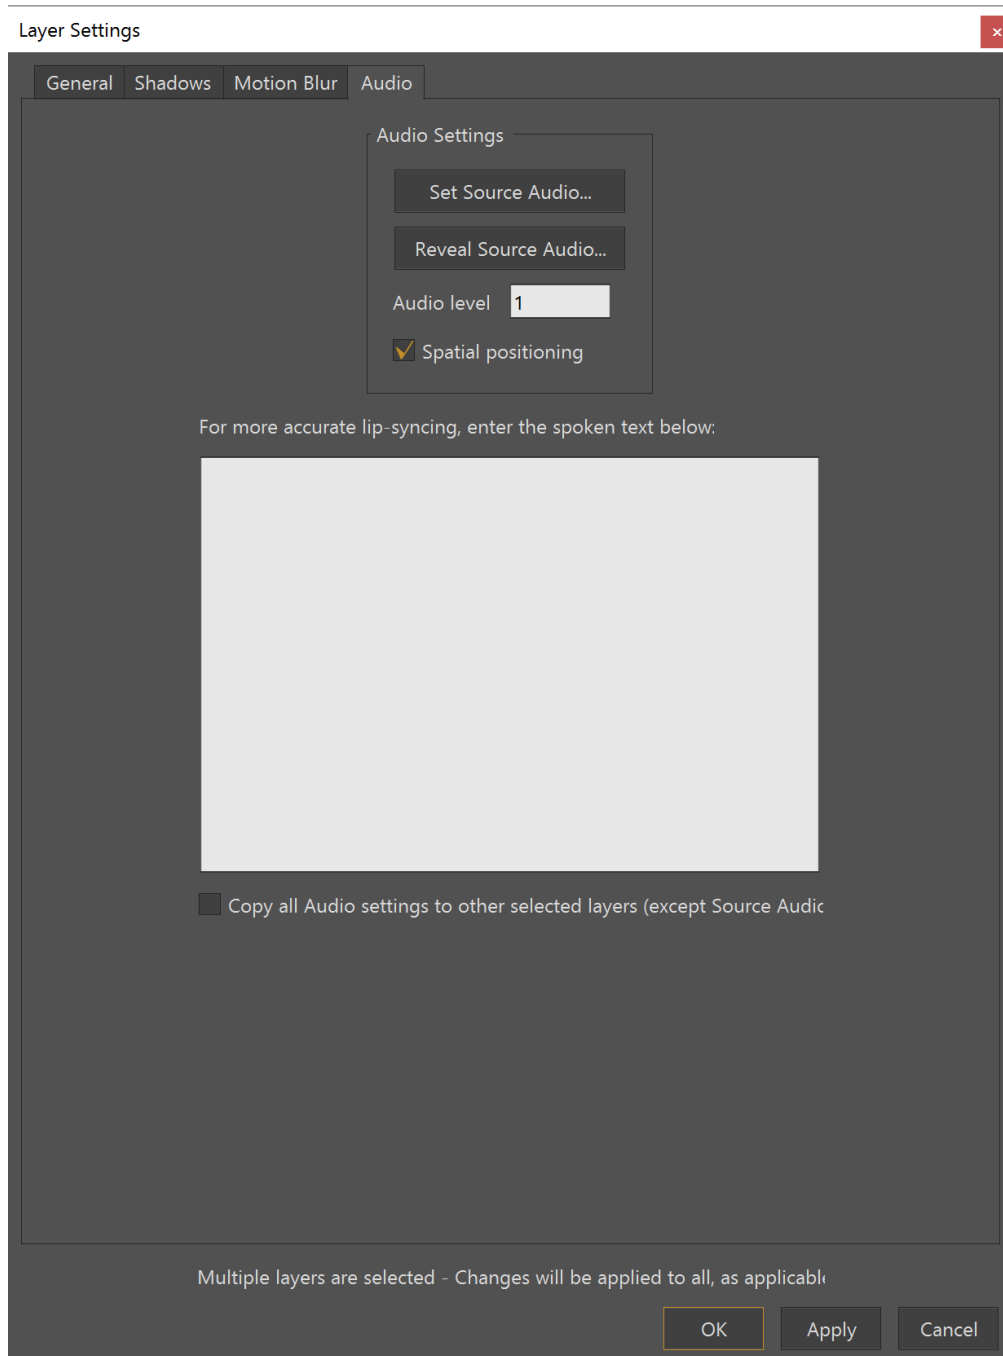 Layer Settings
General Shadows Motion Blur Audio
Audio Settings
Set Source Audio...
Reveal Source Audio...
Audio level 1
Spatial positioning
For more accurate lip-syncing, enter the spoken text below:
Copy all Audio settings to other selected layers (except Source Audio
Multiple layers are selected - Changes will be applied to all, as applicable
OK Apply Cancel